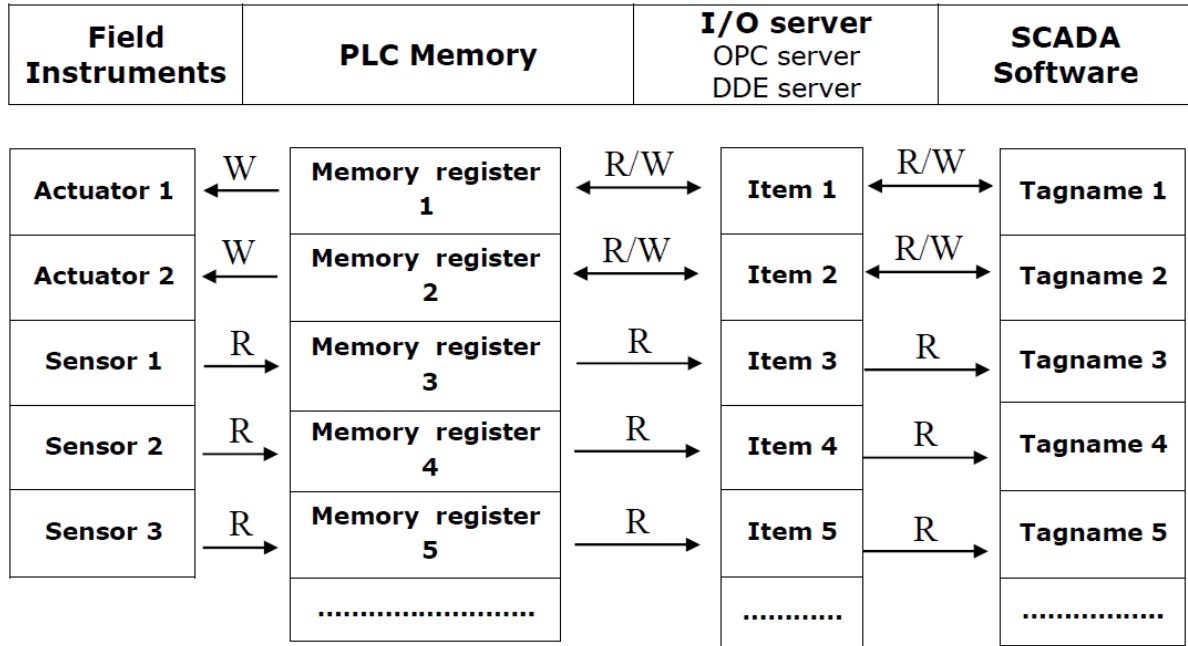 Field
Instruments
PLC Memory
I/O server
OPC server
DDE server
SCADA
Software
Actuator 1
W
Memory register
1
R/W
Item 1
R/W
Tagname 1
Actuator 2
W
Memory register
2
R/W
Item 2
R/W
Tagname 2
Sensor 1
R
Memory register
3
R
Item 3
R
Tagname 3
Sensor 2
R
Memory register
4
R
Item 4
R
Tagname 4
Sensor 3
R
Memory register
5
R
Item 5
R
Tagname 5
..........................
............
.................